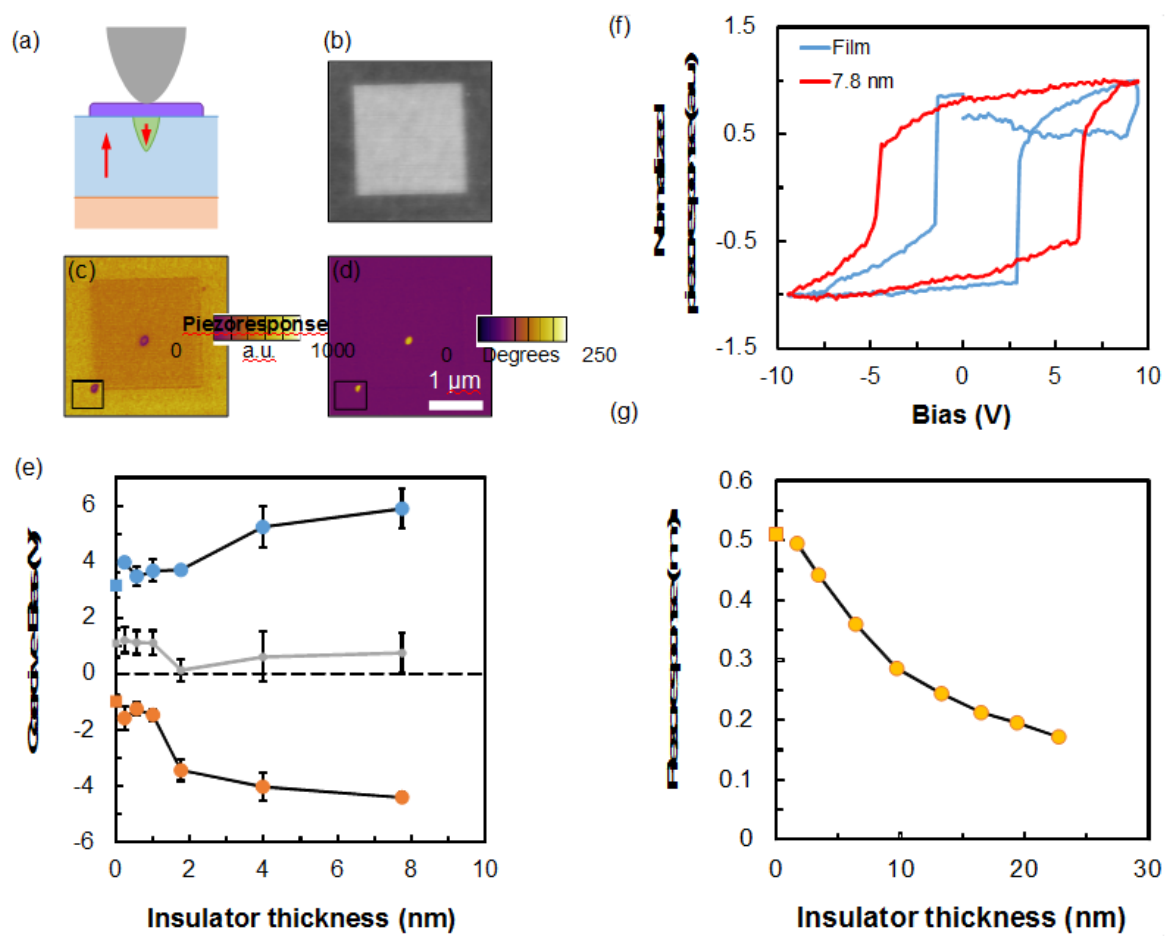 (a)
(b)
(c)
Piezoresponse
0 a.u. 1000
(d)
0 Degrees 250
1 μm
(e)
6
4
2
0
-2
-4
-6
0 2 4 6 8 10
Insulator thickness (nm)
(f)
1.5
0.5
-0.5
-1.5
Film
7.8 nm
-10 -5 0 5 10
Bias (V)
(g)
0.6
0.5
0.4
0.3
0.2
0.1
0
0 10 20 30
Insulator thickness (nm)